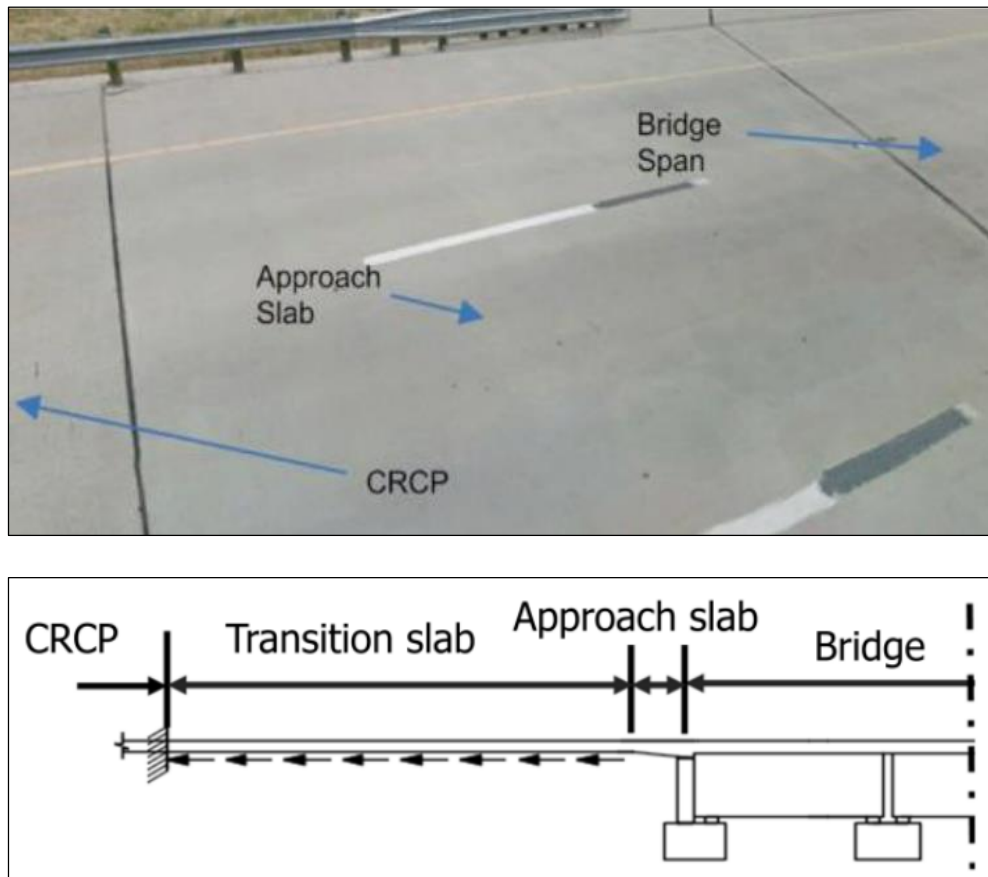 Bridge
Span
Approach
Slab
CRCP
CRCP
Transition slab
Approach slab
Bridge